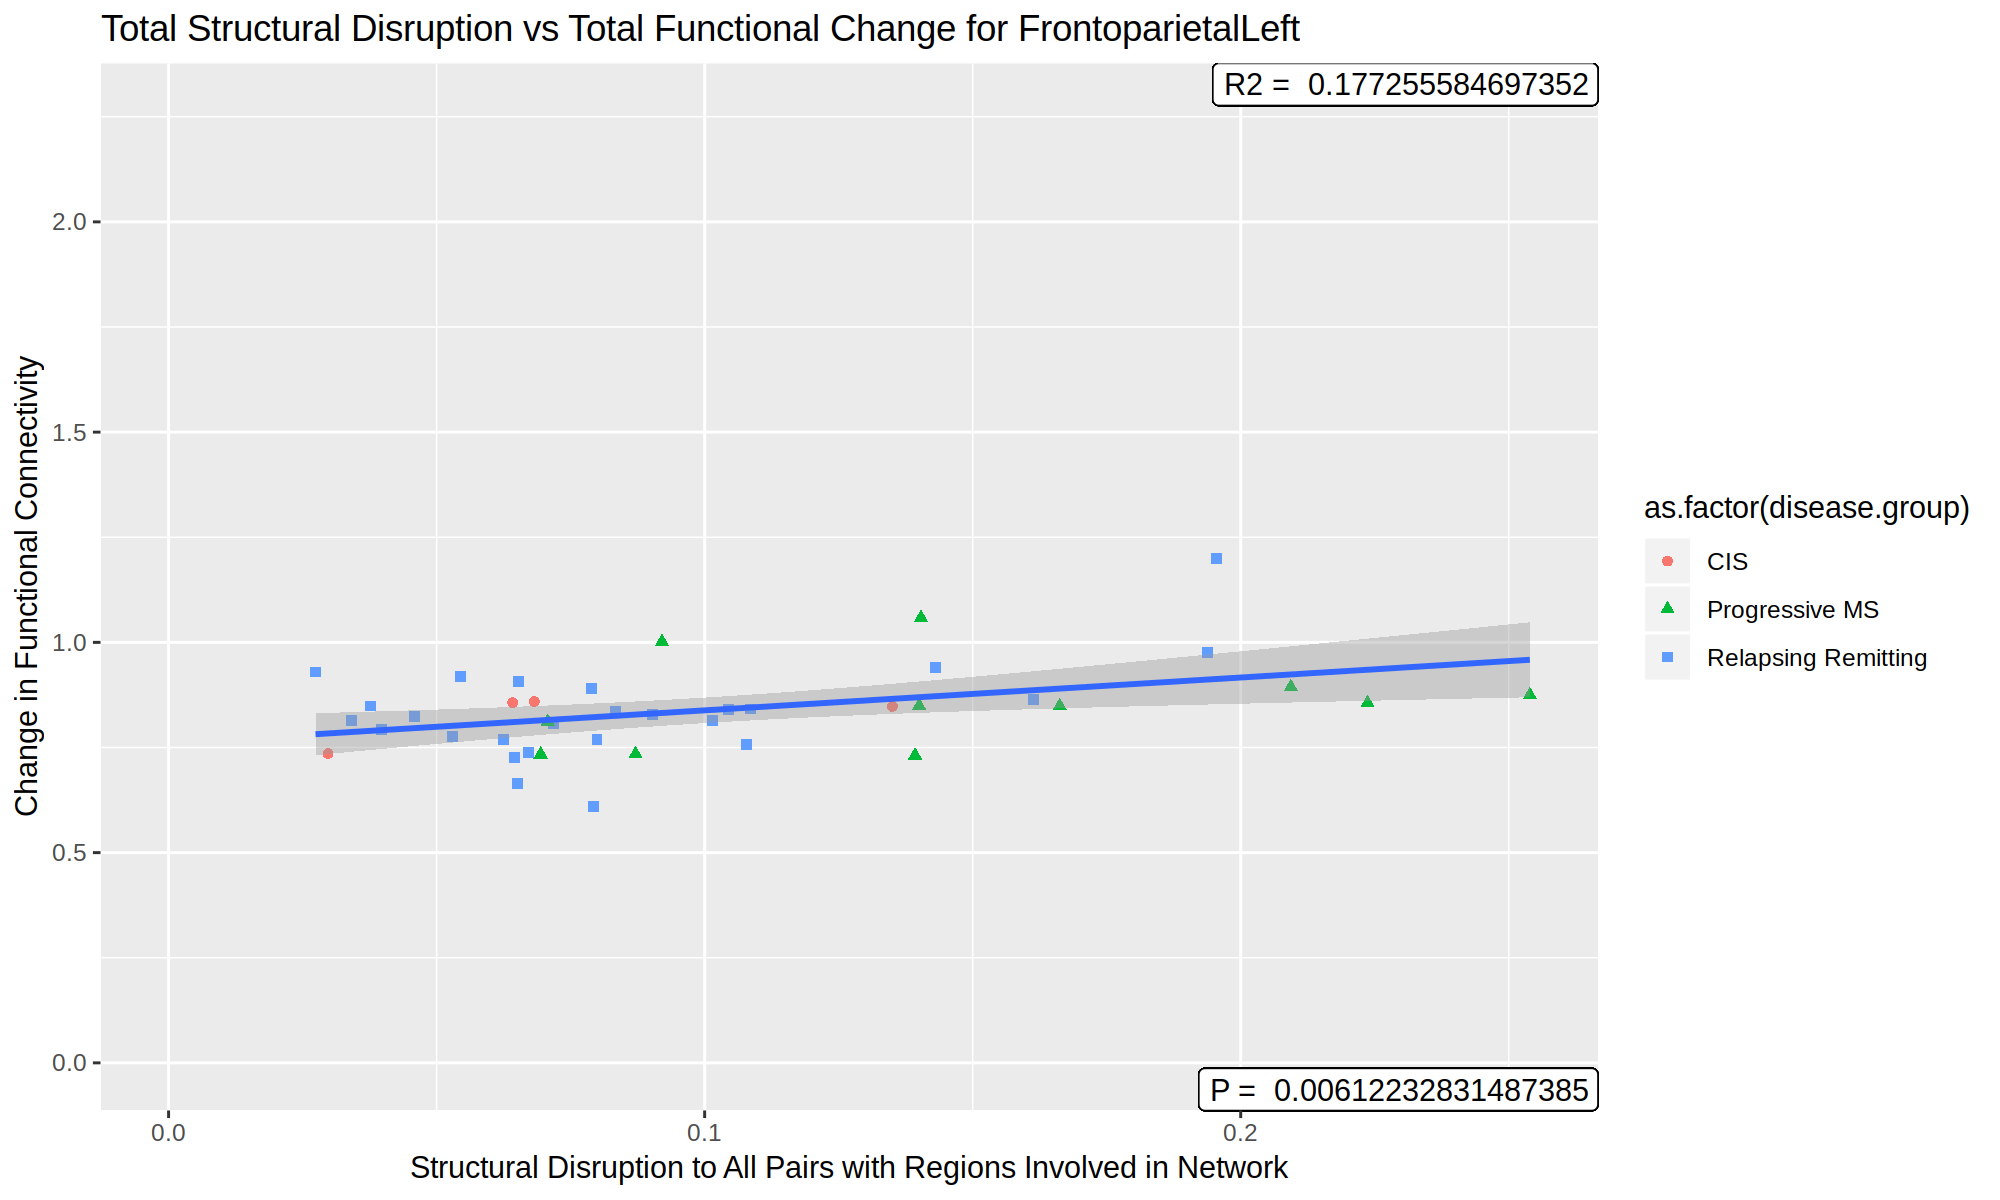 Total Structural Disruption vs Total Functional Change for FrontoparietalLeft
R2 =  0.177255584697352
Change in Functional Connectivity
2.0
1.5
1.0
0.5
0.0
P =  0.00612232831487385
0.0
0.1
0.2
Structural Disruption to All Pairs with Regions Involved in Network
as.factor(disease.group)
CIS
Progressive MS
Relapsing Remitting